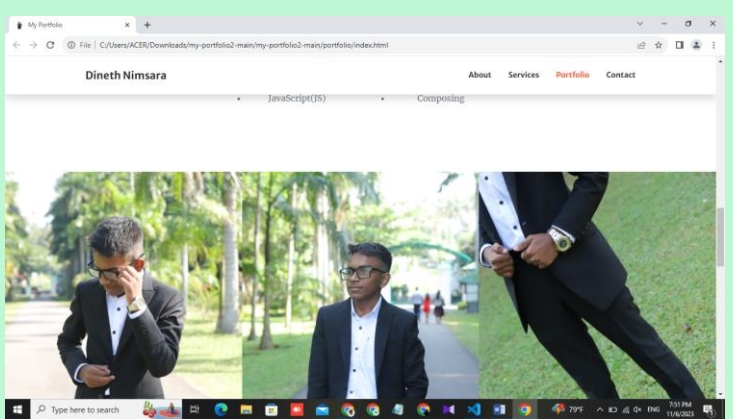 My Portfolio
File C:/Users/ACER/Downloads/my-portfolio2-main/my-portfolio2-main/portfolio/index.html
Dineth Nimsara
About Services Portfolio Contact
• JavaScript(JS) • Composing
Type here to search
79°F ENG 7:51 PM
11/6/2023